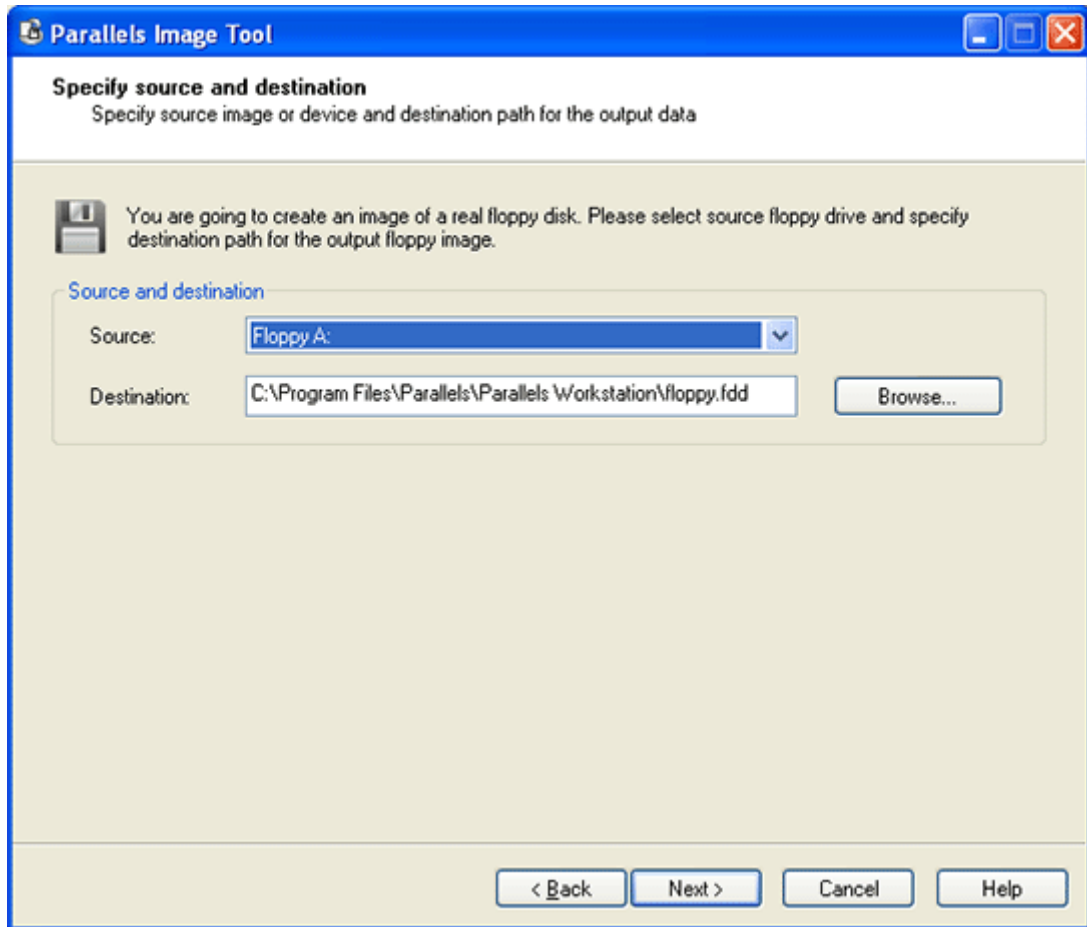 Parallels Image Tool
Specify source and destination
Specify source image or device and destination path for the output data
You are going to create an image of a real floppy disk. Please select source floppy drive and specify
destination path for the output floppy image.
Source and destination
Source: Floppy A:
Destination: C:\Program Files\Parallels\Parallels Workstation\floppy.fdd Browse...
< Back Next > Cancel Help